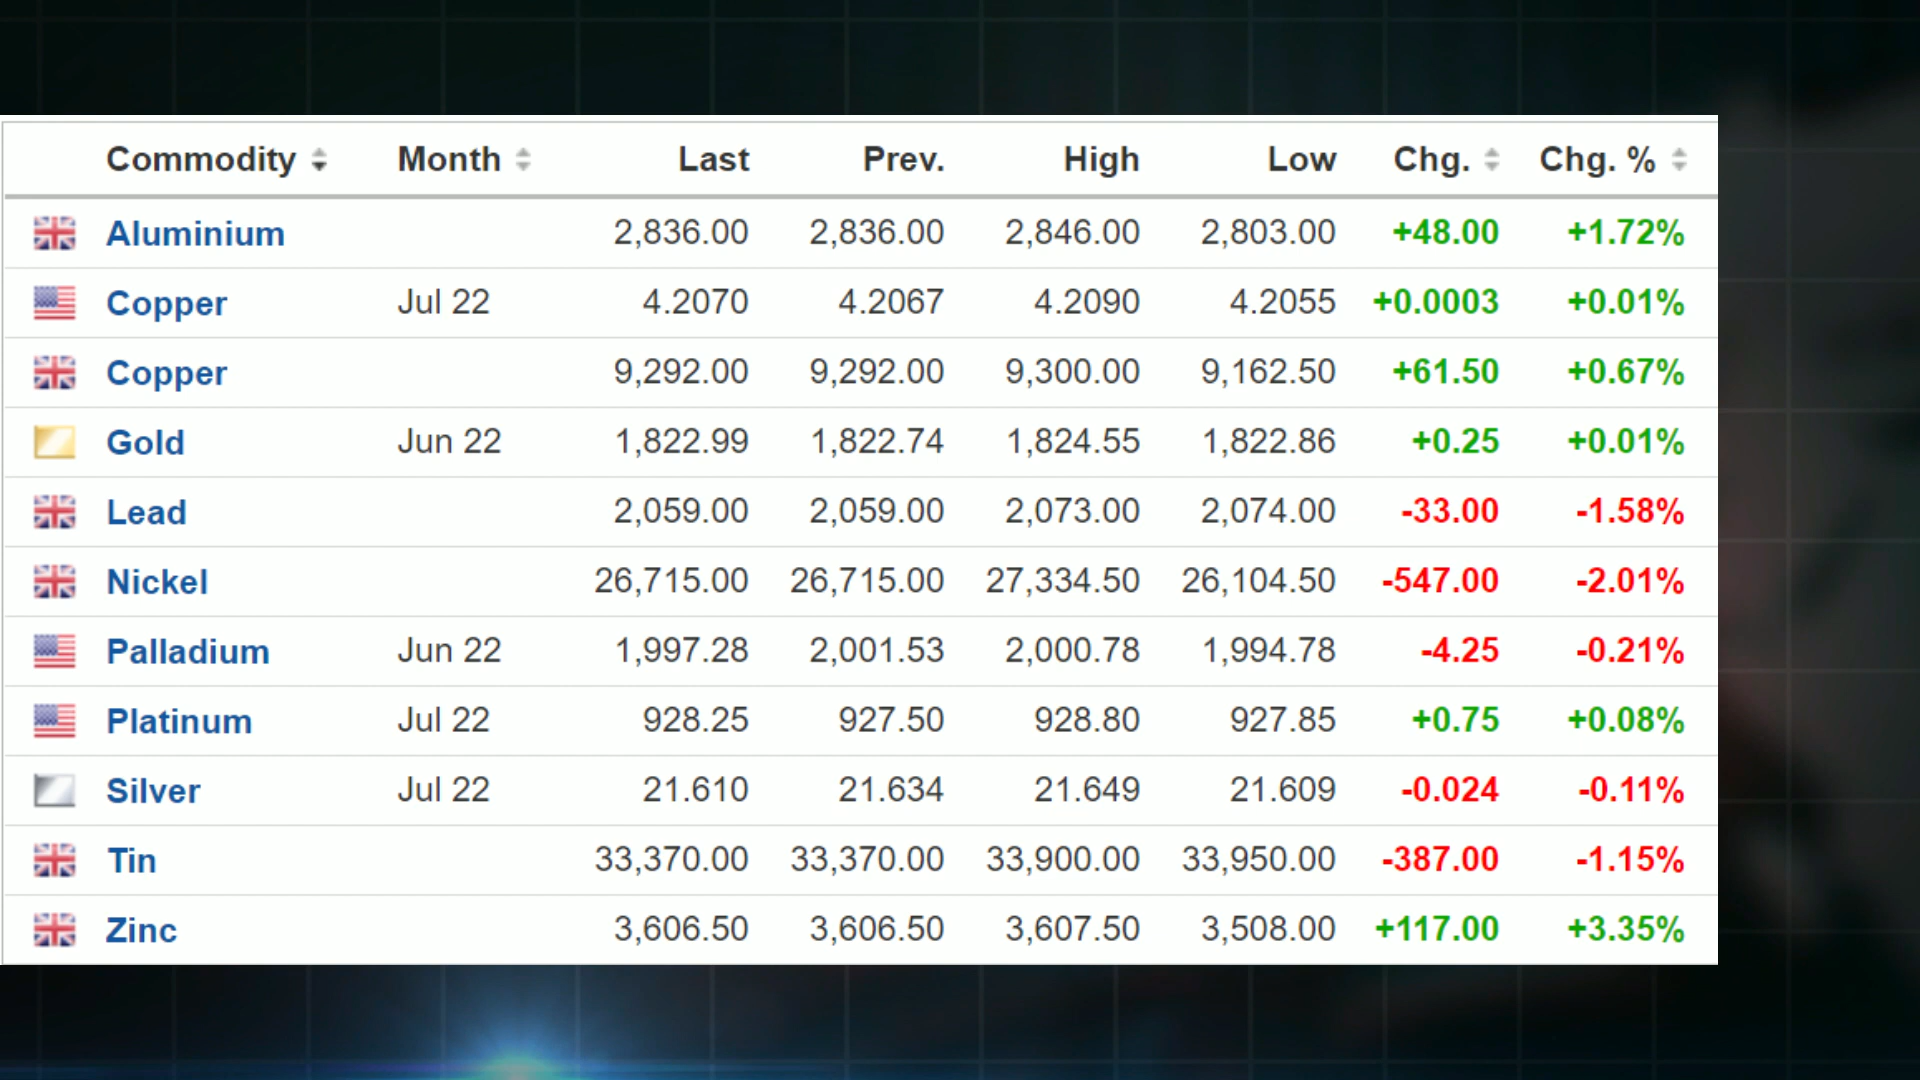 Commodity Month Last Prev. High Low Chg. Chg. %
Aluminium 2,836.00 2,836.00 2,846.00 2,803.00 +48.00 +1.72%
Copper Jul 22 4.2070 4.2067 4.2090 4.2055 +0.0003 +0.01%
Copper 9,292.00 9,292.00 9,300.00 9,162.50 +61.50 +0.67%
Gold Jun 22 1,822.99 1,822.74 1,824.55 1,822.86 +0.25 +0.01%
Lead 2,059.00 2,059.00 2,073.00 2,074.00 -33.00 -1.58%
Nickel 26,715.00 26,715.00 27,334.50 26,104.50 -547.00 -2.01%
Palladium Jun 22 1,997.28 2,001.53 2,000.78 1,994.78 -4.25 -0.21%
Platinum Jul 22 928.25 927.50 928.80 927.85 +0.75 +0.08%
Silver Jul 22 21.610 21.634 21.649 21.609 -0.024 -0.11%
Tin 33,370.00 33,370.00 33,900.00 33,950.00 -387.00 -1.15%
Zinc 3,606.50 3,606.50 3,607.50 3,508.00 +117.00 +3.35%